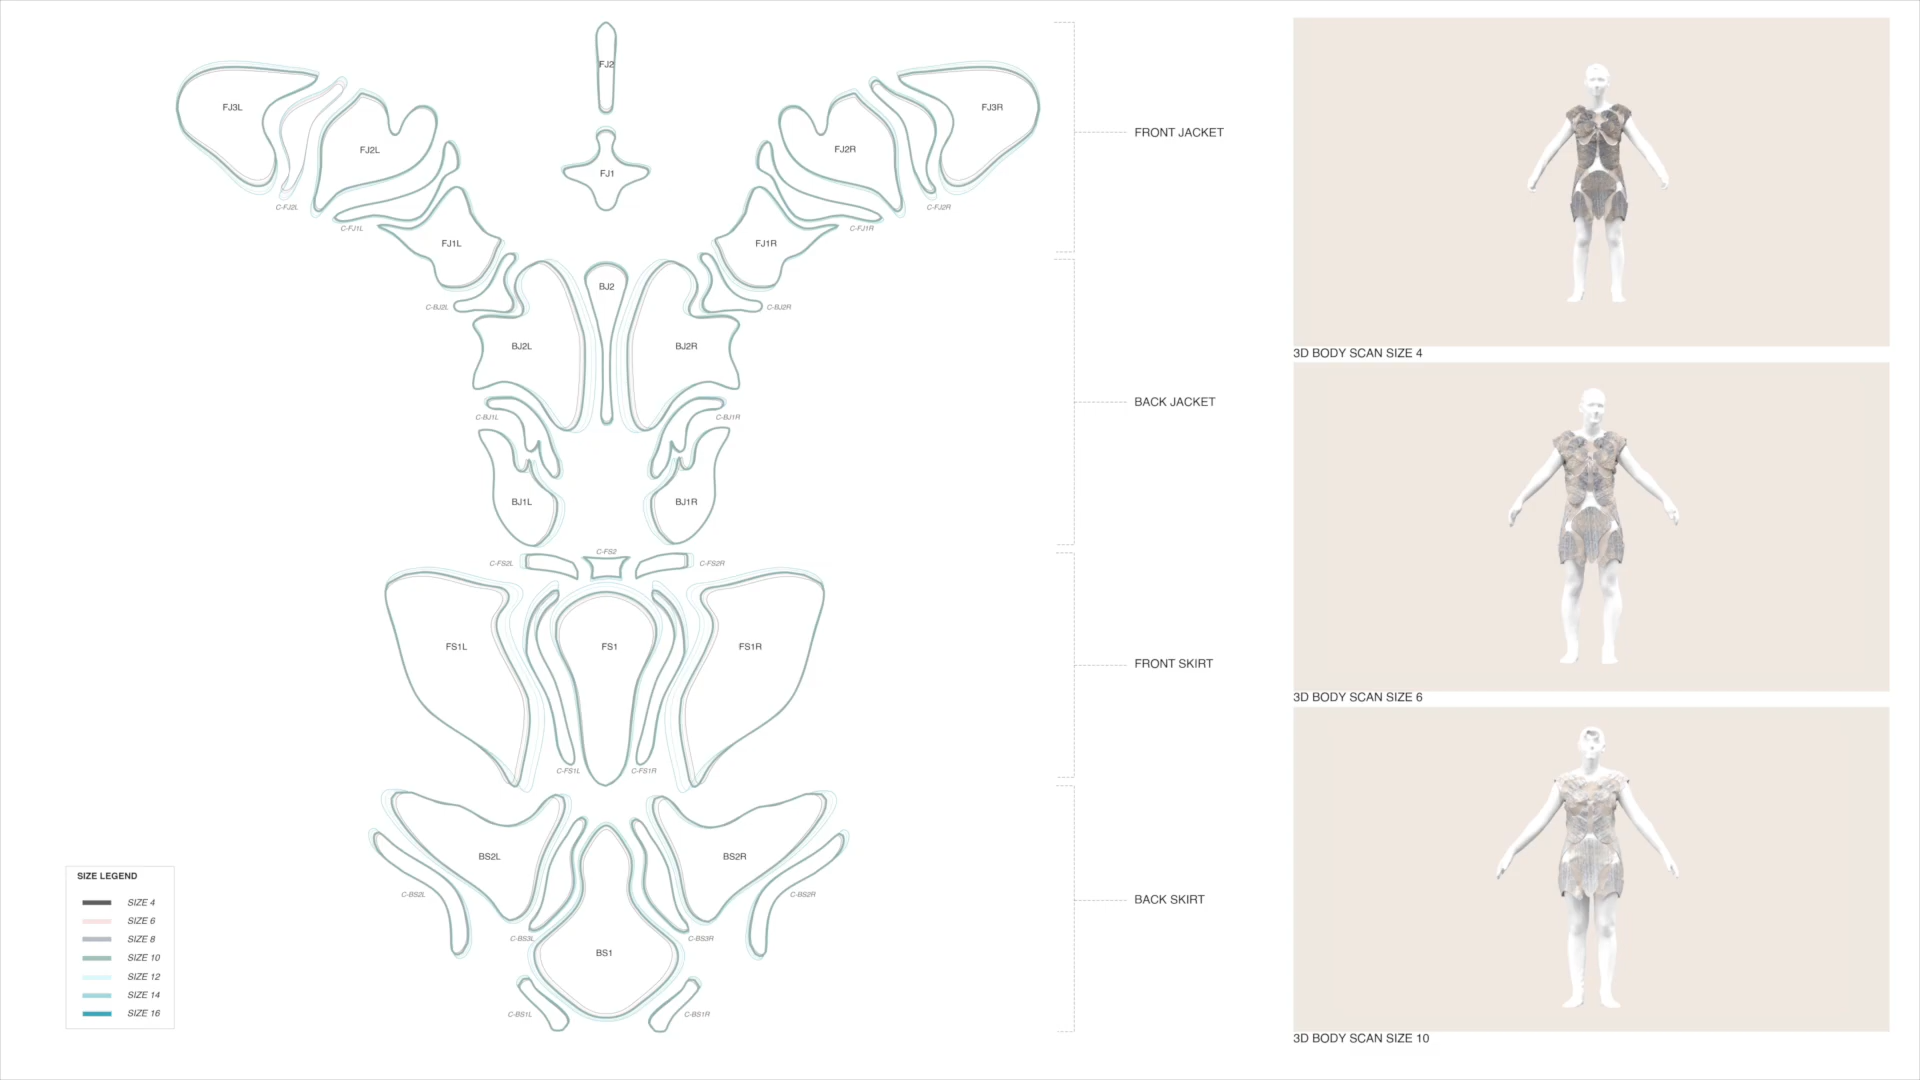 FJ2
FJ3L
FJ3R
FJ2L
FJ2R
FJ1
C-FJ2L
C-FJ2R
C-FJ1L
C-FJ1R
FJ1L
FJ1R
FRONT JACKET
BJ2
C-BJ2L
C-BJ2R
BJ2L
BJ2R
C-BJ1L
C-BJ1R
BJ1L
BJ1R
BACK JACKET
C-FS2
C-FS2L
C-FS2R
FS1L
FS1
FS1R
C-FS1L
C-FS1R
FRONT SKIRT
BS2L
BS2R
C-BS2L
C-BS2R
C-BS3L
C-BS3R
BS1
C-BS1L
C-BS1R
BACK SKIRT
SIZE LEGEND
SIZE 4
SIZE 6
SIZE 8
SIZE 10
SIZE 12
SIZE 14
SIZE 16
3D BODY SCAN SIZE 4
3D BODY SCAN SIZE 6
3D BODY SCAN SIZE 10